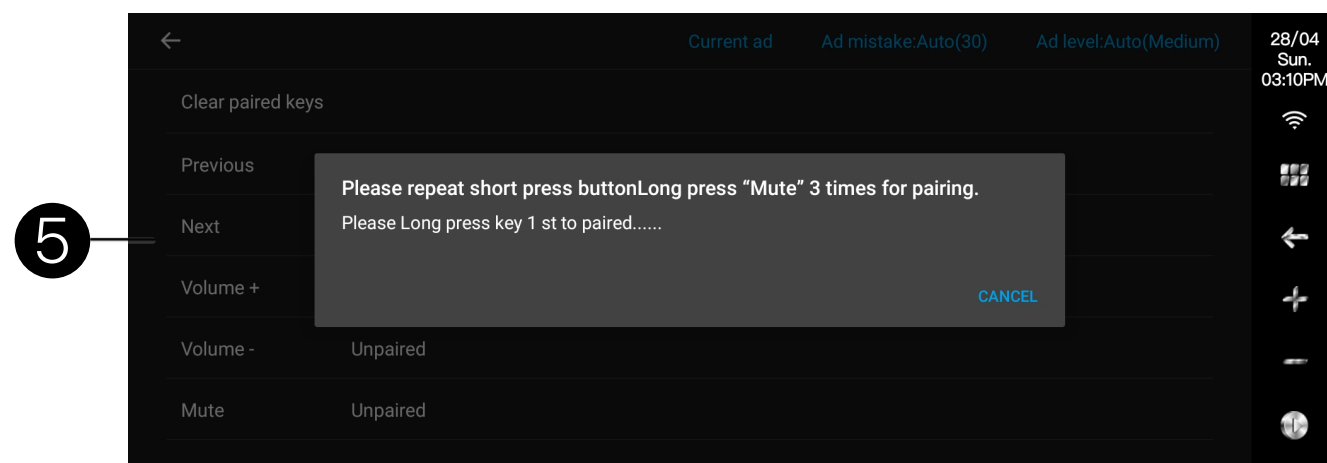 5
Current ad Ad mistake:Auto(30) Ad level:Auto(Medium)
28/04
Sun.
03:10PM
Clear paired keys
Previous
Please repeat short press buttonLong press “Mute” 3 times for pairing.
Next
Please Long press key 1 st to paired......
Volume +
CANCEL
Volume - Unpaired
Mute Unpaired